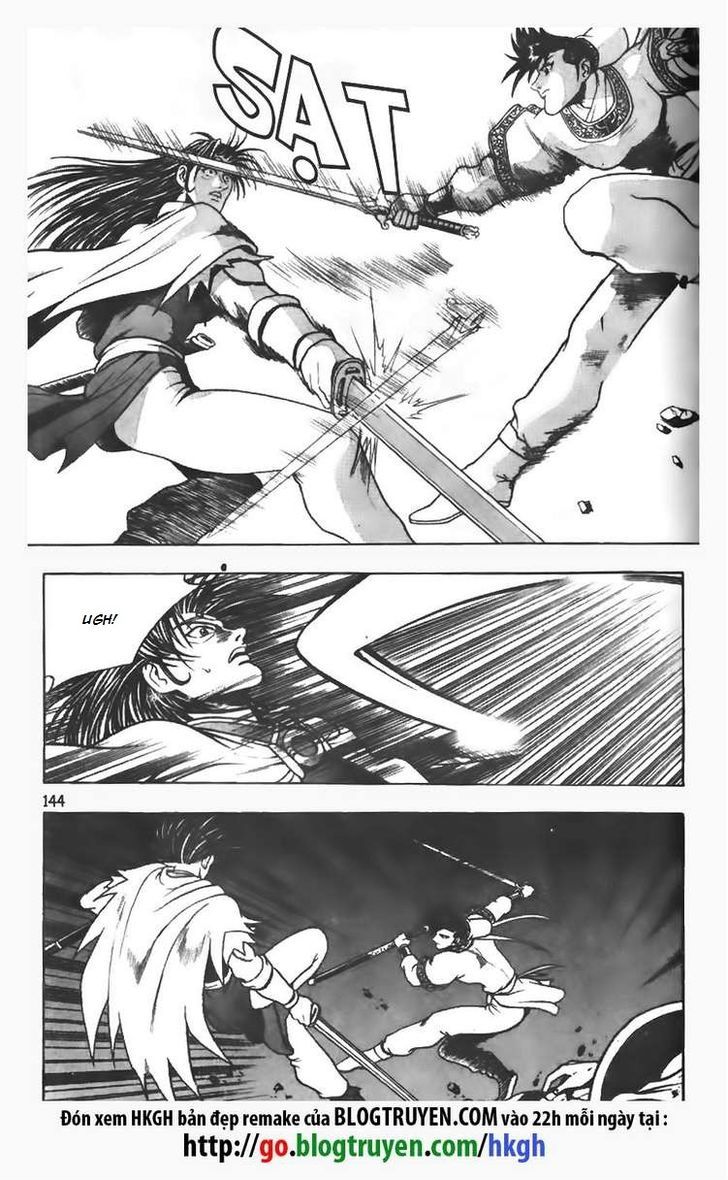 SẠT
UGH!
144
Đón xem HKGH bản đẹp remake của BLOGTRUYEN.COM vào 22h mỗi ngày tại :
http://go.blogtruyen.com/hkgh